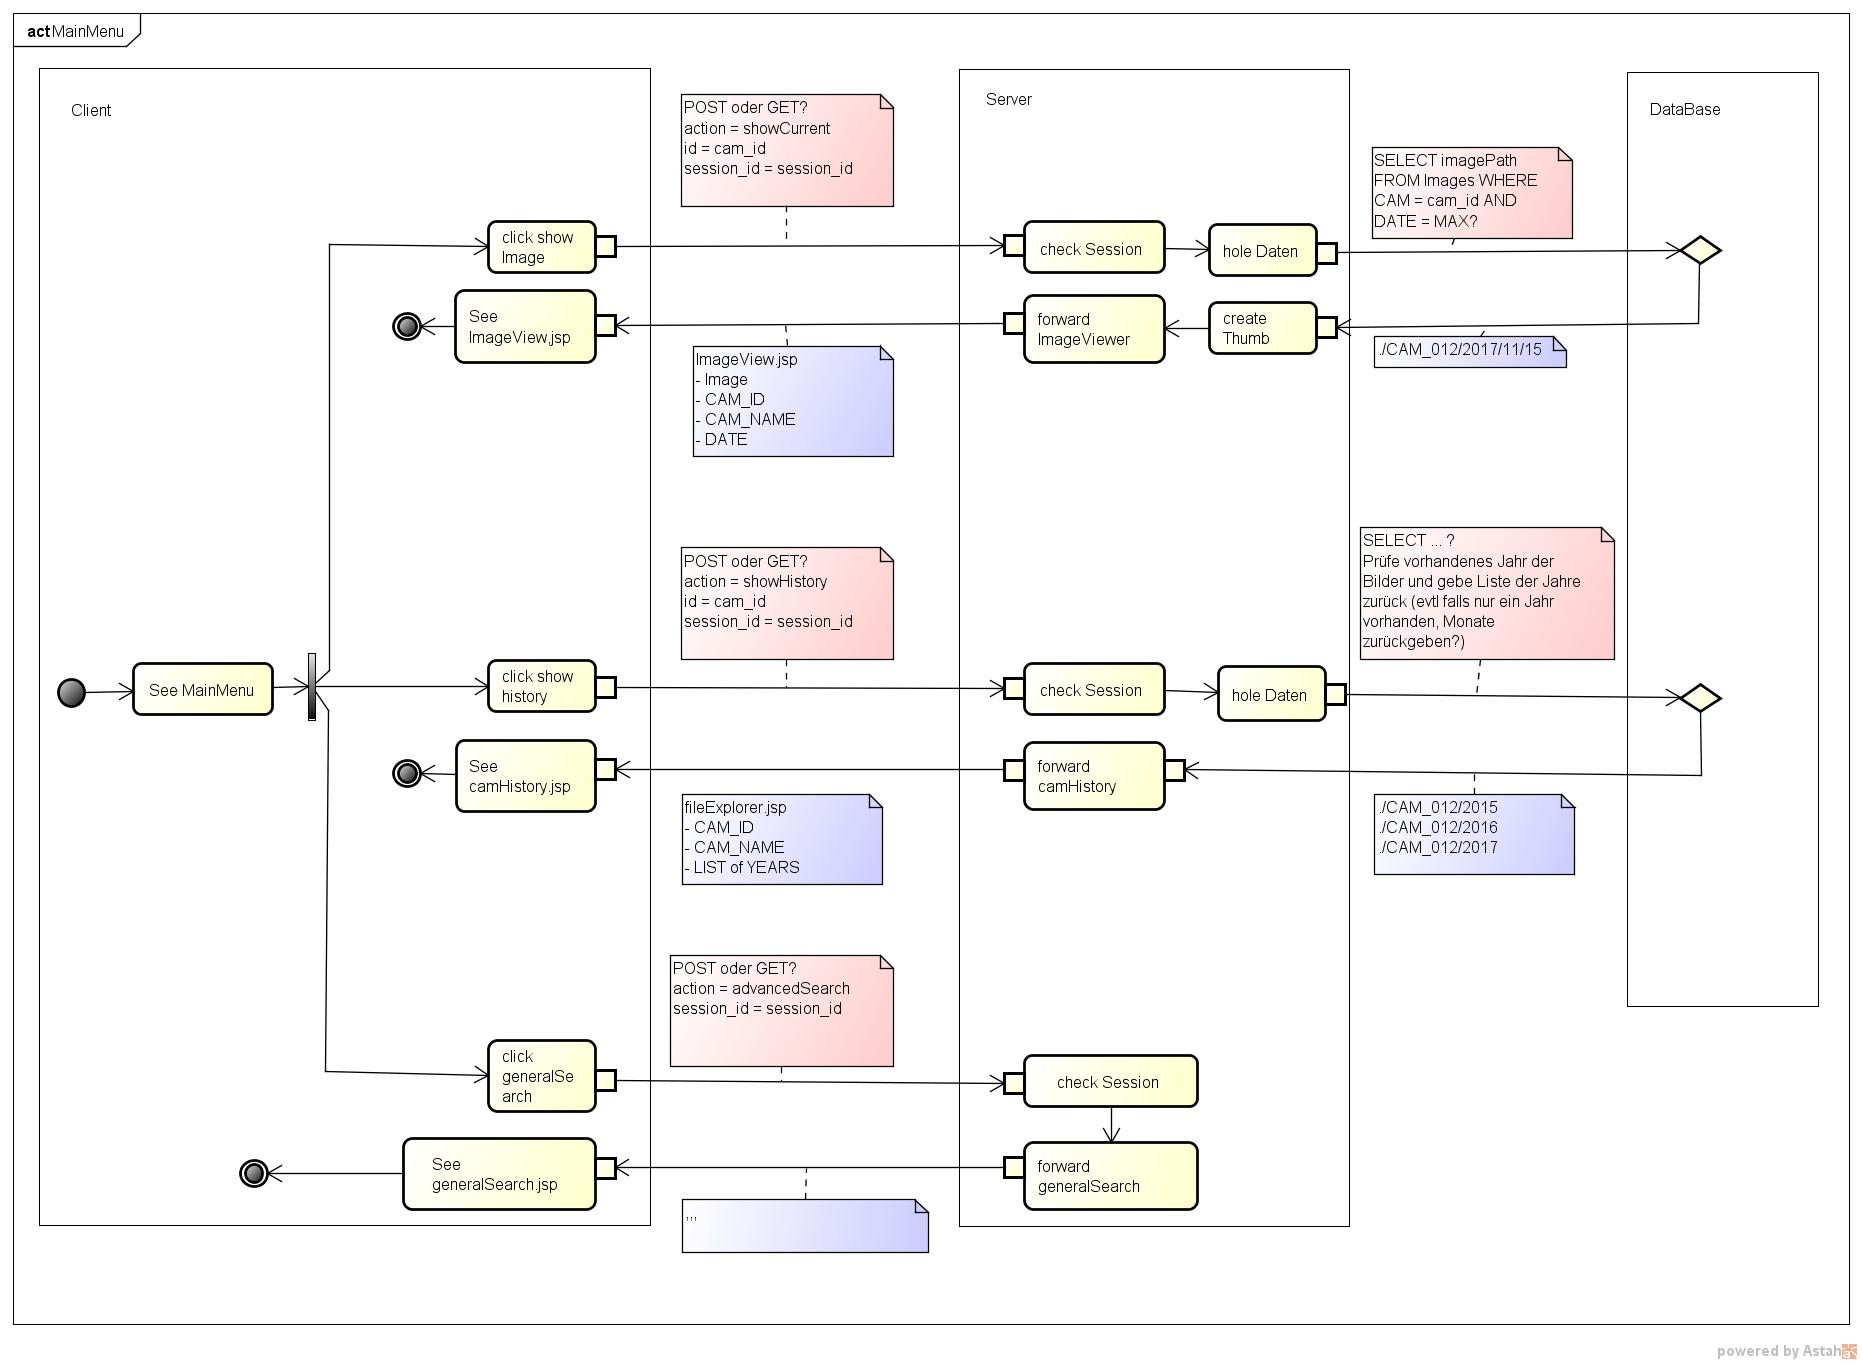 act MainMenu
Client
Server
DataBase
POST oder GET?
action = showCurrent
id = cam_id
session_id = session_id
SELECT imagePath
FROM Images WHERE
CAM = cam_id AND
DATE = MAX?
click show
Image
check Session
hole Daten
See
ImageView.jsp
forward
ImageViewer
create
Thumb
./CAM_012/2017/11/15
ImageView.jsp
- Image
- CAM_ID
- CAM_NAME
- DATE
POST oder GET?
action = showHistory
id = cam_id
session_id = session_id
SELECT ... ?
Prüfe vorhandenes Jahr der
Bilder und gebe Liste der Jahre
zurück (evtl falls nur ein Jahr
vorhanden, Monate
zurückgeben?)
See MainMenu
click show
history
check Session
hole Daten
See
camHistory.jsp
forward
camHistory
fileExplorer.jsp
- CAM_ID
- CAM_NAME
- LIST of YEARS
./CAM_012/2015
./CAM_012/2016
./CAM_012/2017
POST oder GET?
action = advancedSearch
session_id = session_id
click
generalSe
arch
check Session
See
generalSearch.jsp
forward
generalSearch
,,,
powered by Astah